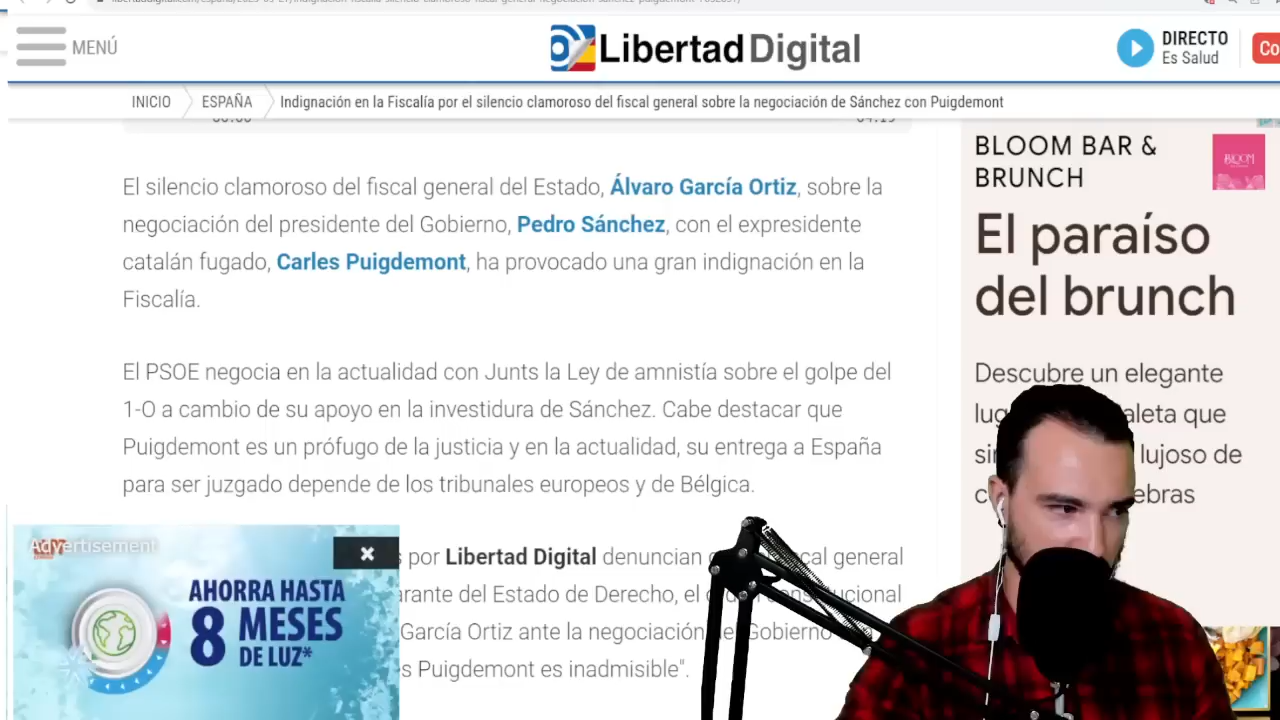 MENÚ
Libertad Digital
DIRECTO
Es Salud
Co
INICIO
ESPAÑA
Indignación en la Fiscalía por el silencio clamoroso del fiscal general sobre la negociación de Sánchez con Puigdemont
El silencio clamoroso del fiscal general del Estado, Álvaro García Ortiz, sobre la
negociación del presidente del Gobierno, Pedro Sánchez, con el expresidente
catalán fugado, Carles Puigdemont, ha provocado una gran indignación en la
Fiscalía.
El PSOE negocia en la actualidad con Junts la Ley de amnistía sobre el golpe del
1-O a cambio de su apoyo en la investidura de Sánchez. Cabe destacar que
Puigdemont es un prófugo de la justicia y en la actualidad, su entrega a España
para ser juzgado depende de los tribunales europeos y de Bélgica.
s por Libertad Digital denuncian general
arante del Estado de Derecho, el
García Ortiz ante la negociación Gobierno
s Puigdemont es inadmisible".
Advertisement
AHORRA HASTA
8 MESES
DE LUZ*
BLOOM BAR &
BRUNCH
BLOOM
El paraíso
del brunch
Descubre un elegante
que
lujoso de